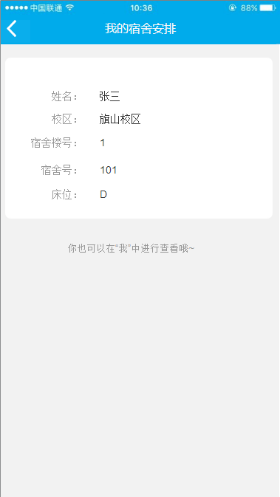 中国联通 10:36 88%
我的宿舍安排
姓名: 张三
校区: 旗山校区
宿舍楼号: 1
宿舍号: 101
床位: D
你也可以在“我”中进行查看哦~